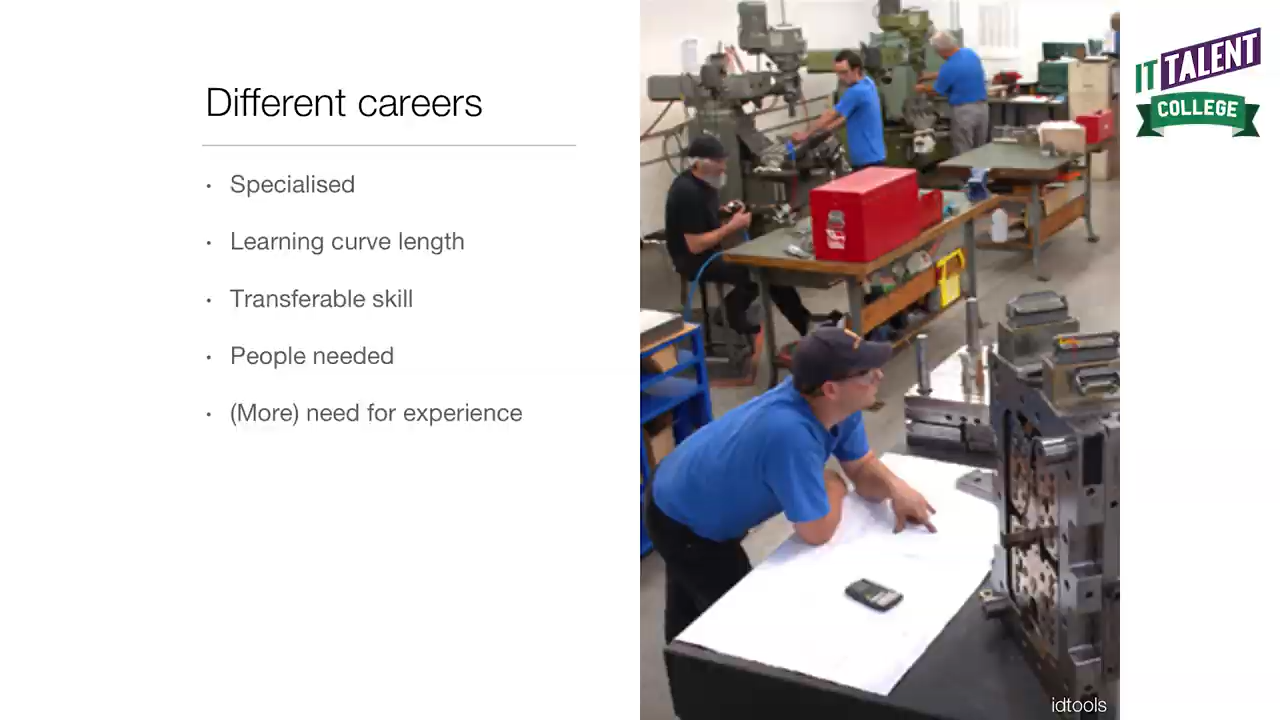 Different careers
• Specialised
• Learning curve length
• Transferable skill
• People needed
• (More) need for experience
IT TALENT
COLLEGE
idtools